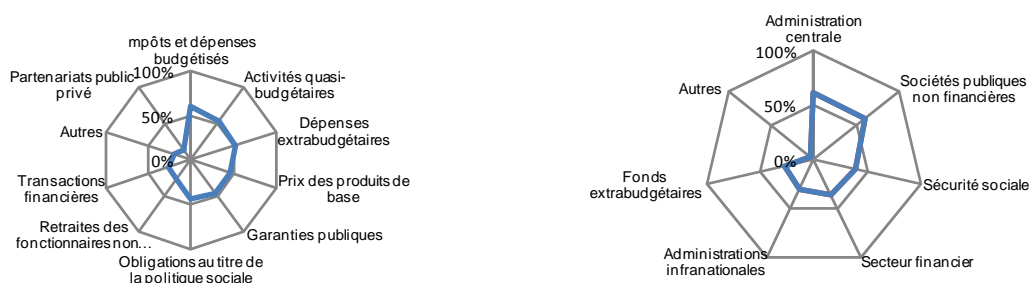 mpôts et dépenses
budgétisés
Activités quasi-
budgétaires
Dépenses
extrabudgétaires
Prix des produits de
base
Garanties publiques
Obligations au titre de
la politique sociale
Retraites des
fonctionnaires non...
Transactions
financières
Autres
Partenariats public
privé
100%
50%
0%
Administration
centrale
Sociétés publiques
non financières
Sécurité sociale
Secteur financier
Administrations
infranationales
Fonds
extrabudgétaires
Autres
100%
50%
0%